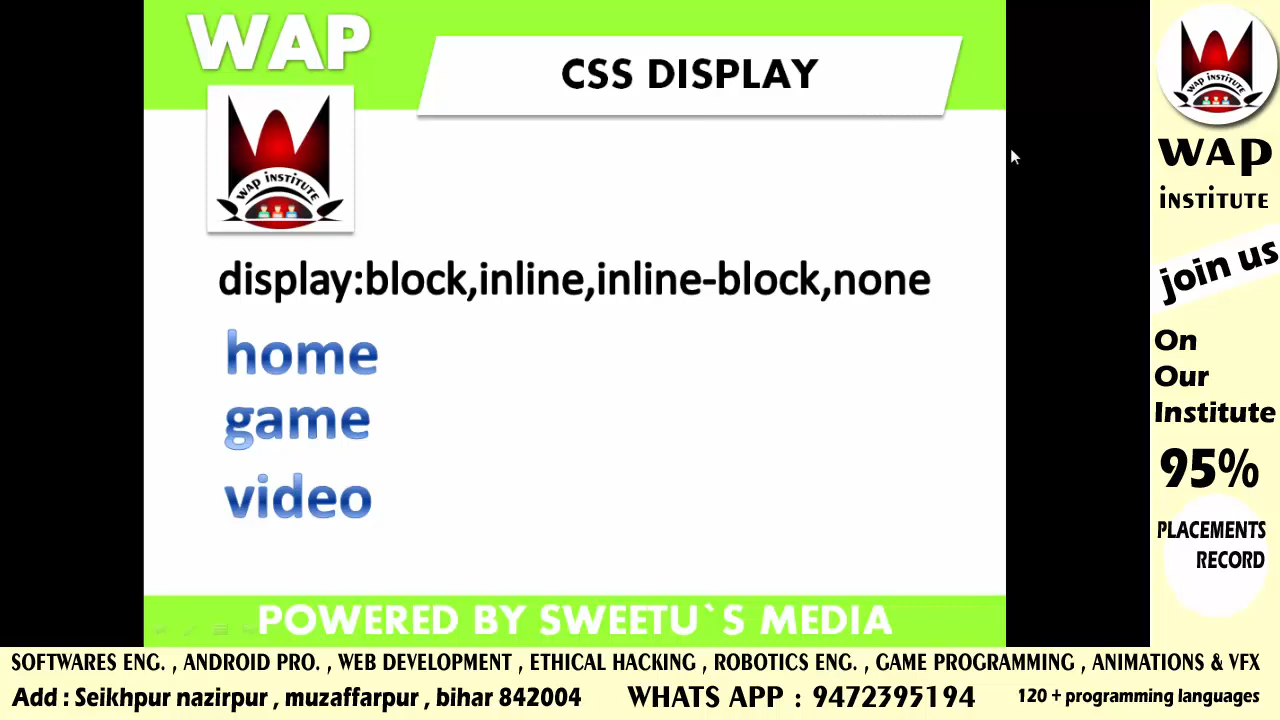 WAP
CSS DISPLAY
WAP INSTITUTE
display:block,inline,inline-block,none
home
game
video
POWERED BY SWEETU`S MEDIA
WAP INSTITUTE
WAP
INSTITUTE
join us
On
Our
Institute
95%
PLACEMENTS
RECORD
SOFTWARES ENG. , ANDROID PRO. , WEB DEVELOPMENT , ETHICAL HACKING , ROBOTICS ENG. , GAME PROGRAMMING , ANIMATIONS & VFX
Add : Seikhpur nazirpur , muzaffarpur , bihar 842004 WHATS APP : 9472395194 120 + programming languages